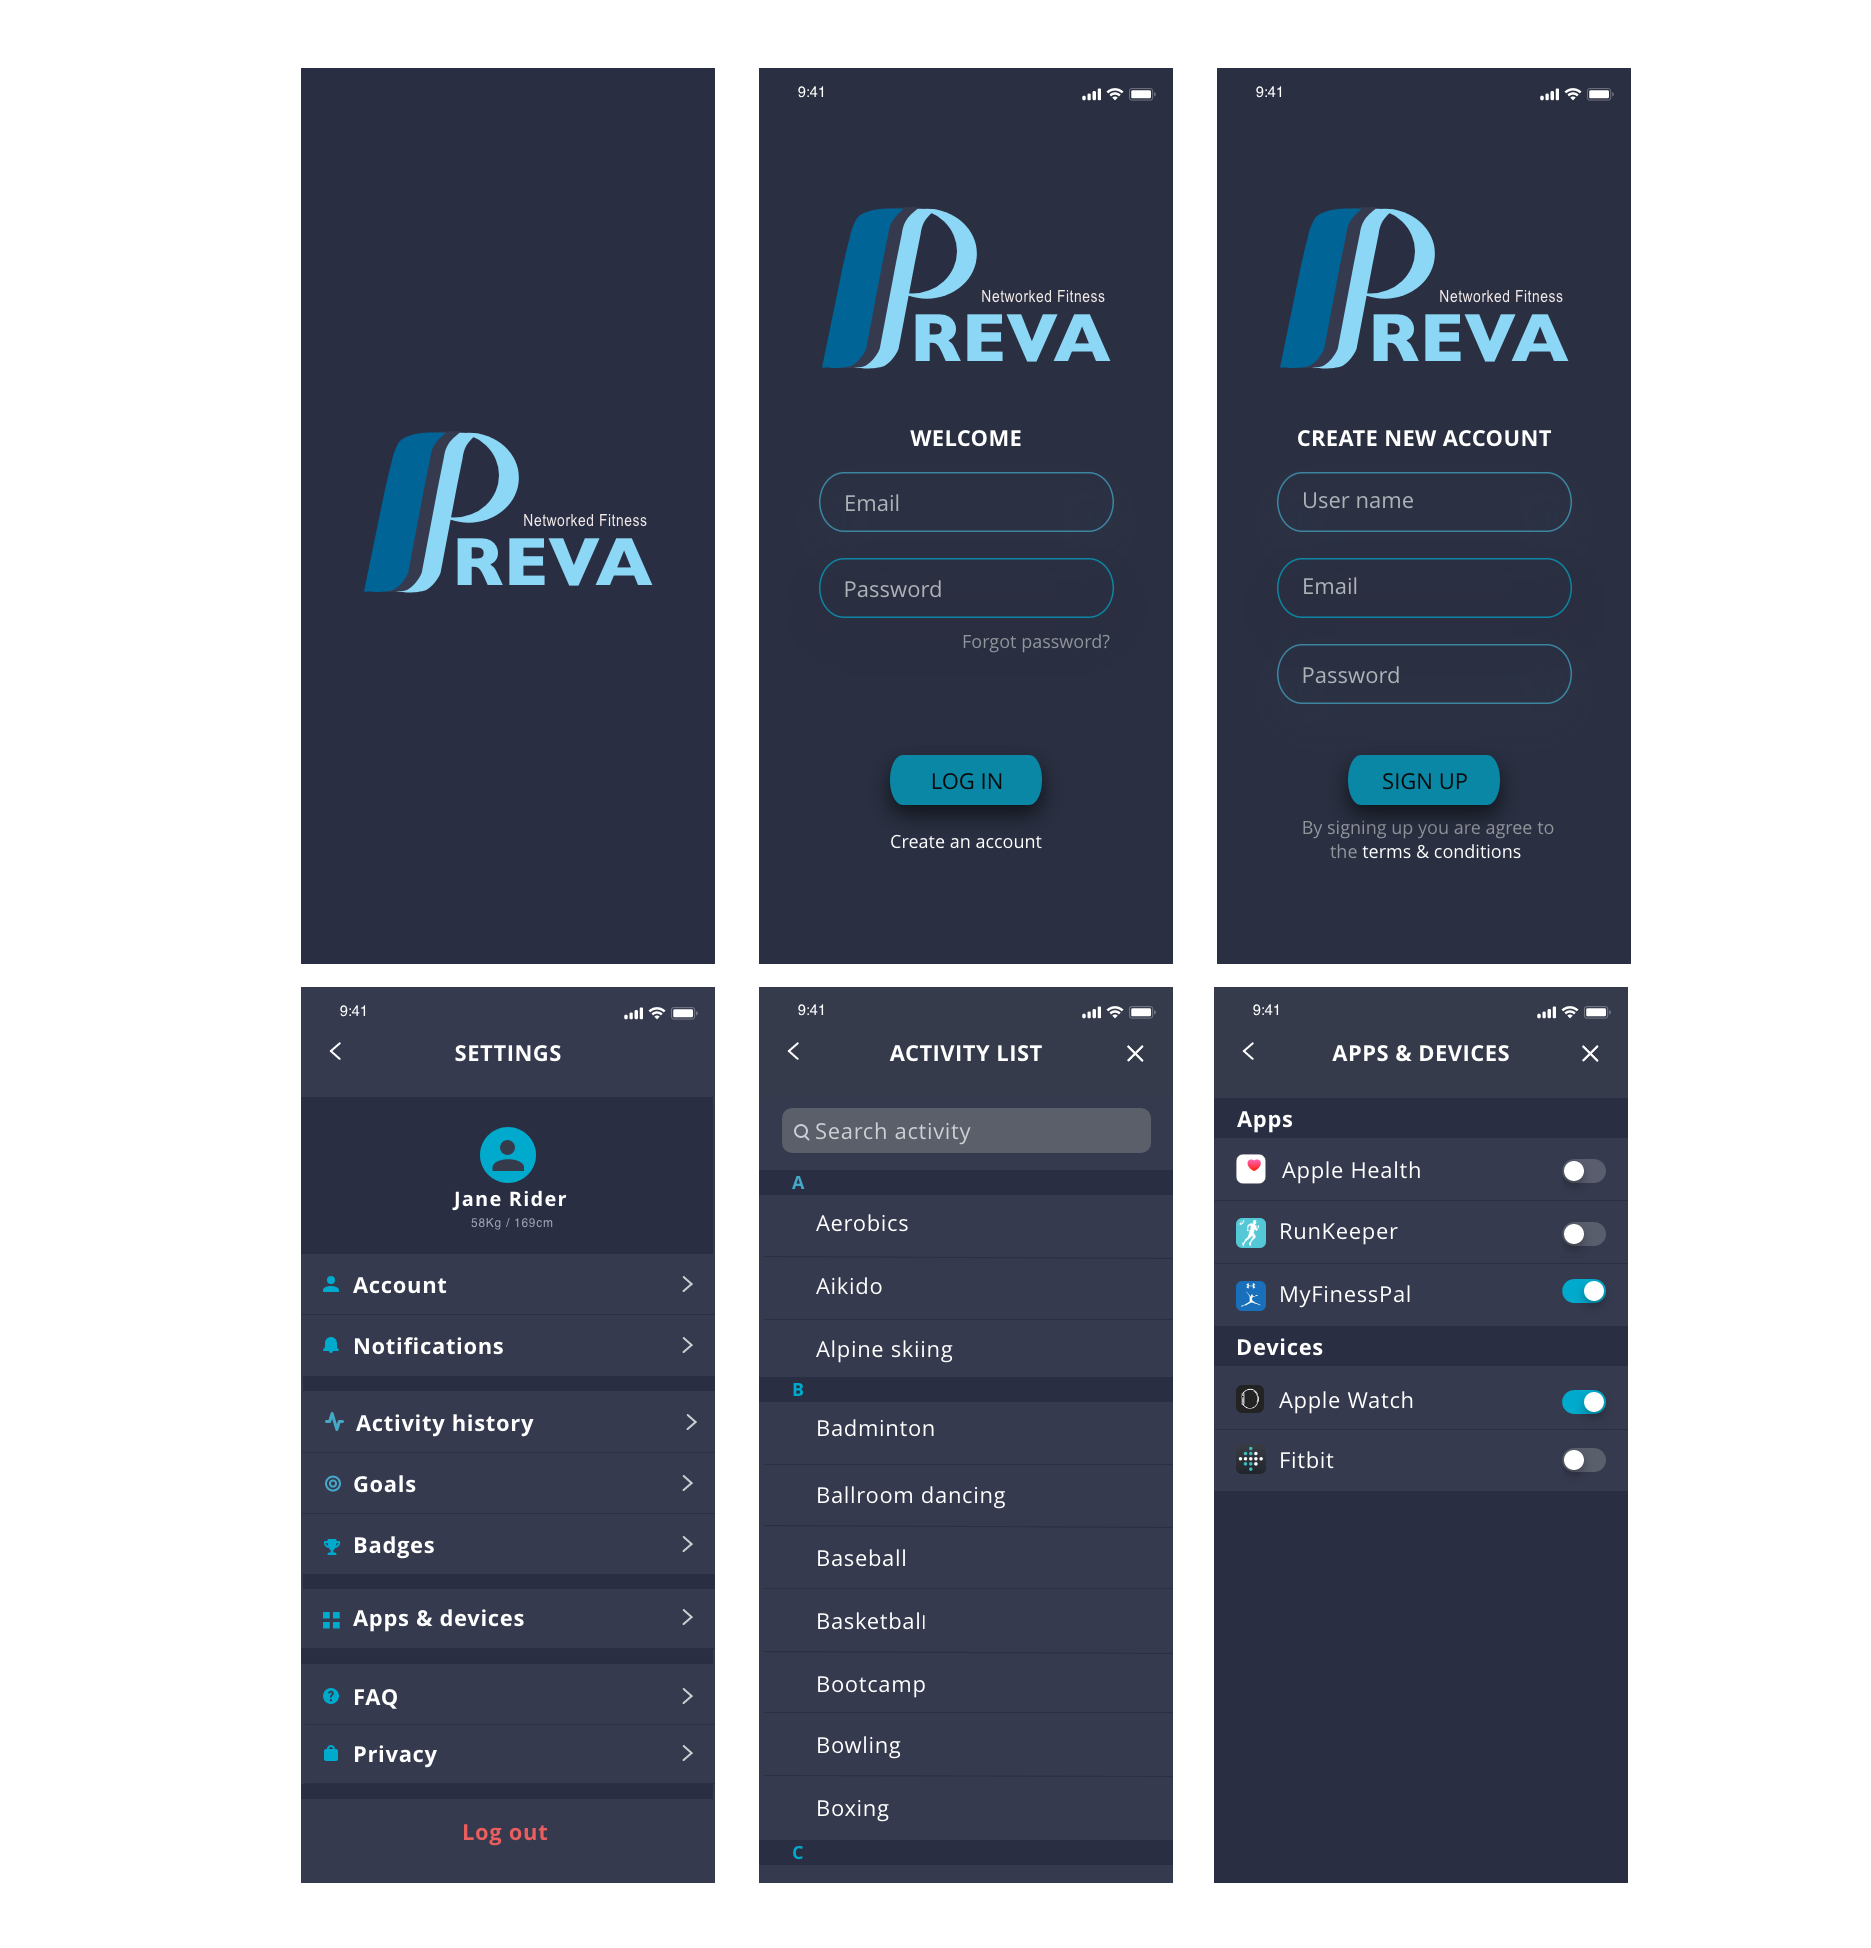 Networked Fitness
PREVA
9:41
Networked Fitness
PREVA
WELCOME
Email
Password
Forgot password?
LOG IN
Create an account
9:41
Networked Fitness
PREVA
CREATE NEW ACCOUNT
User name
Email
Password
SIGN UP
By signing up you are agree to
the terms & conditions
9:41
SETTINGS
Jane Rider
58Kg / 169cm
Account
Notifications
Activity history
Goals
Badges
Apps & devices
FAQ
Privacy
Log out
9:41
ACTIVITY LIST
Search activity
A
Aerobics
Aikido
Alpine skiing
B
Badminton
Ballroom dancing
Baseball
Basketball
Bootcamp
Bowling
Boxing
C
9:41
APPS & DEVICES
Apps
Apple Health
RunKeeper
MyFinessPal
Devices
Apple Watch
Fitbit